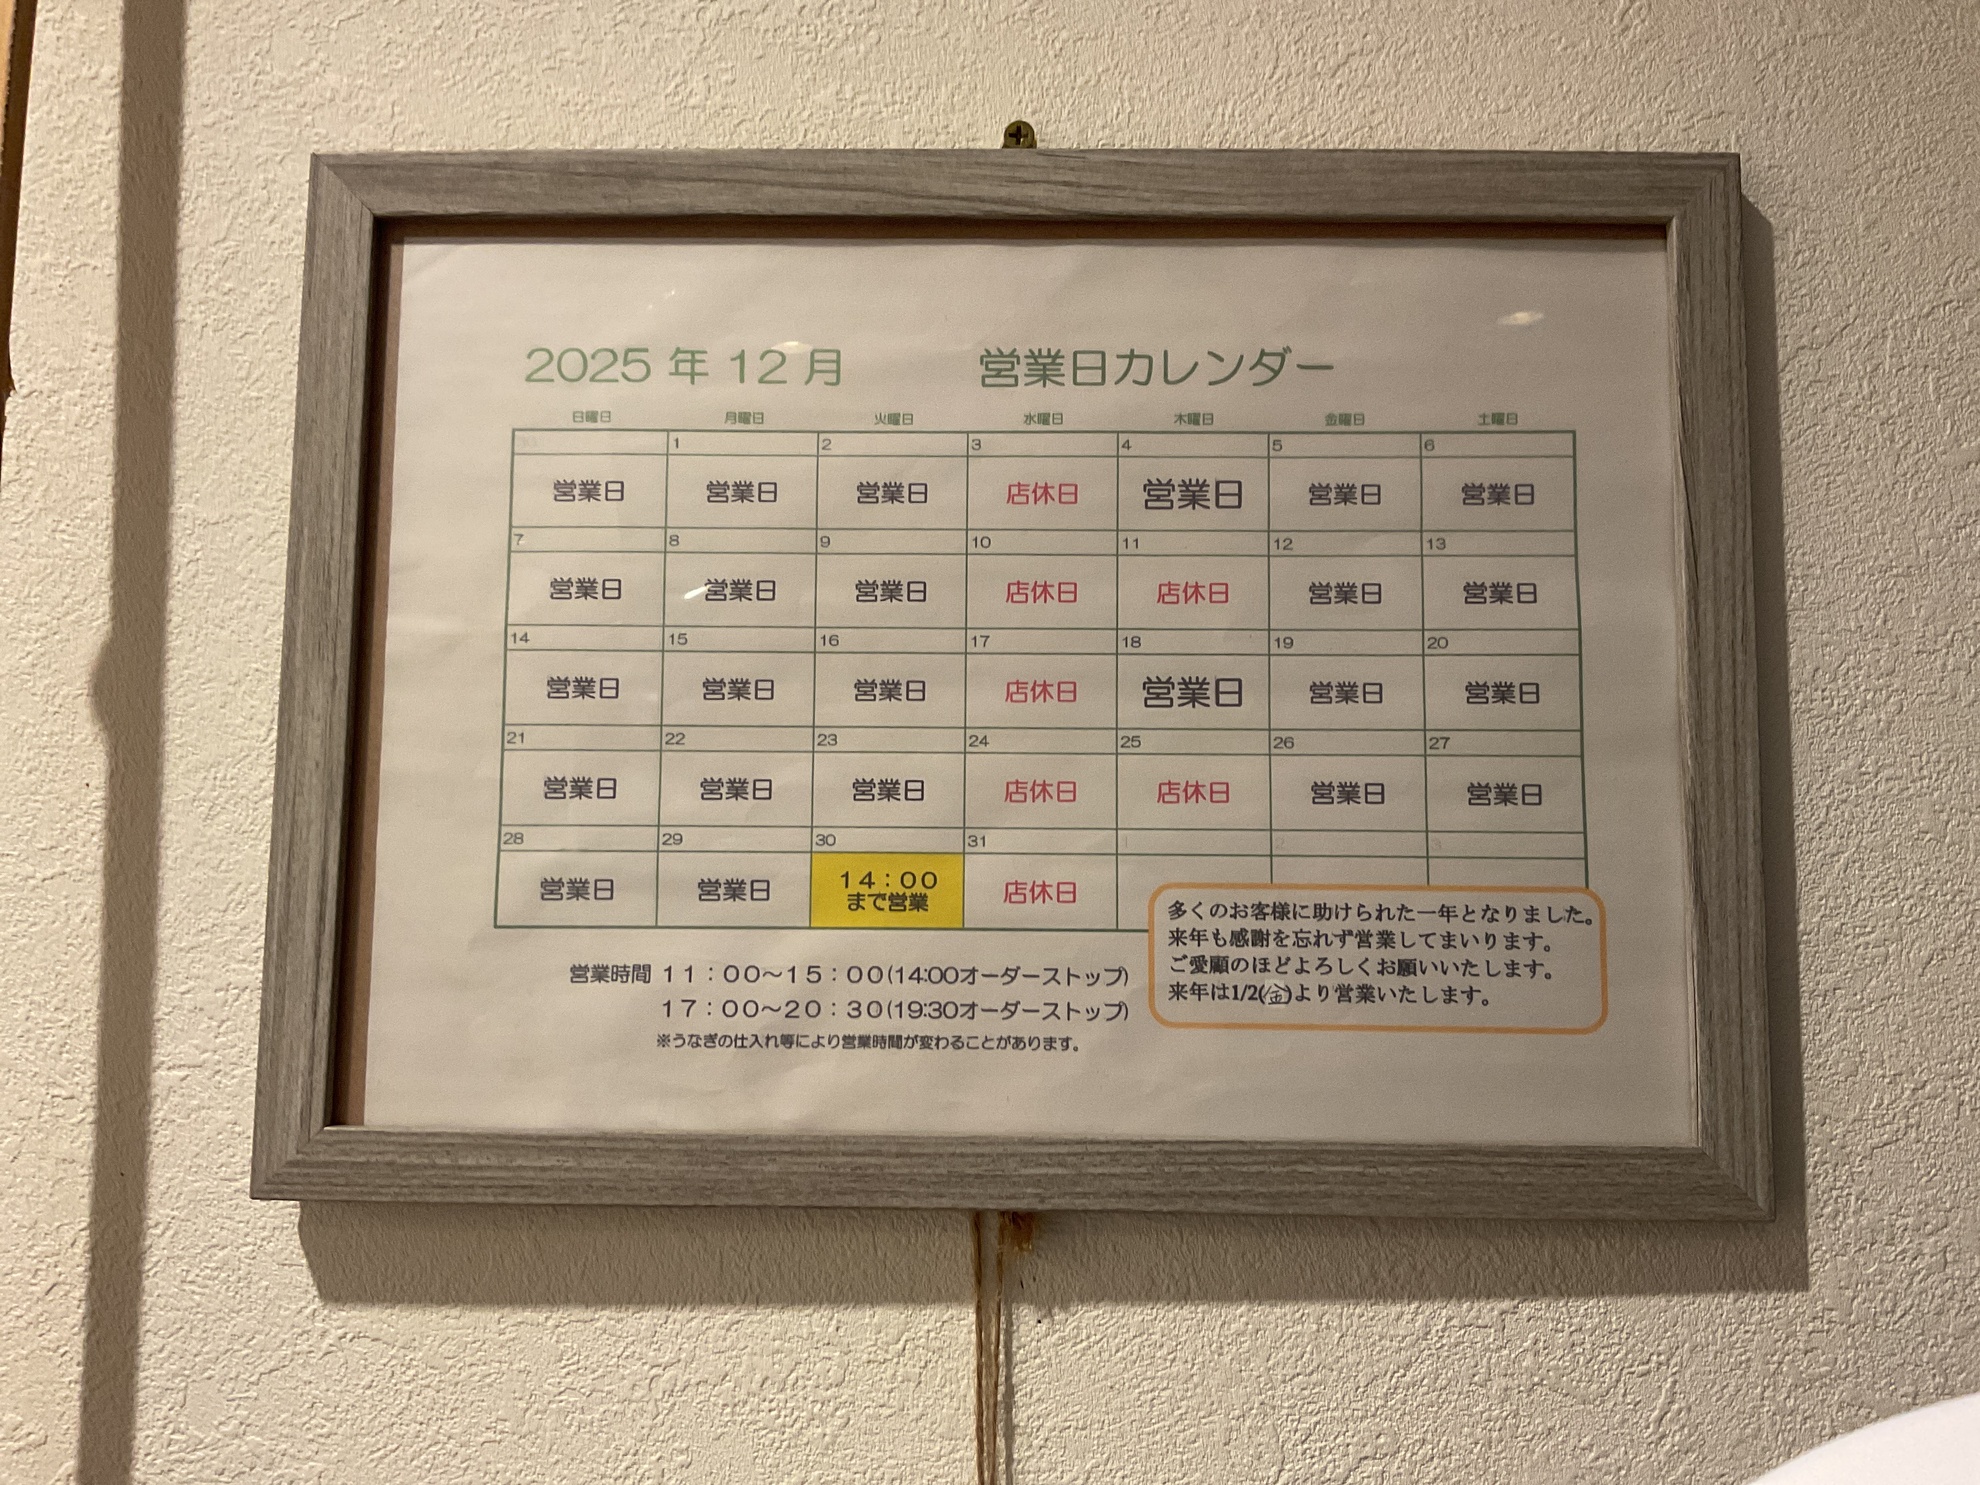 2025 年 12 月 営業日カレンダー
日曜日 月曜日 火曜日 水曜日 木曜日 金曜日 土曜日
1 2 3 4 5 6
営業日 営業日 営業日 店休日 営業日 営業日 営業日
7 8 9 10 11 12 13
営業日 営業日 営業日 店休日 店休日 営業日 営業日
14 15 16 17 18 19 20
営業日 営業日 営業日 店休日 営業日 営業日 営業日
21 22 23 24 25 26 27
営業日 営業日 営業日 店休日 店休日 営業日 営業日
28 29 30 31 1 2 3
営業日 営業日 14:00 店休日
まで営業
多くのお客様に助けられた一年となりました。
来年も感謝を忘れず営業してまいります。
ご愛顧のほどよろしくお願いいたします。
来年は1/2(金)より営業いたします。
営業時間 11:00～15:00(14:00オーダーストップ)
17:00～20:30(19:30オーダーストップ)
※うなぎの仕入れ等により営業時間が変わることがあります。